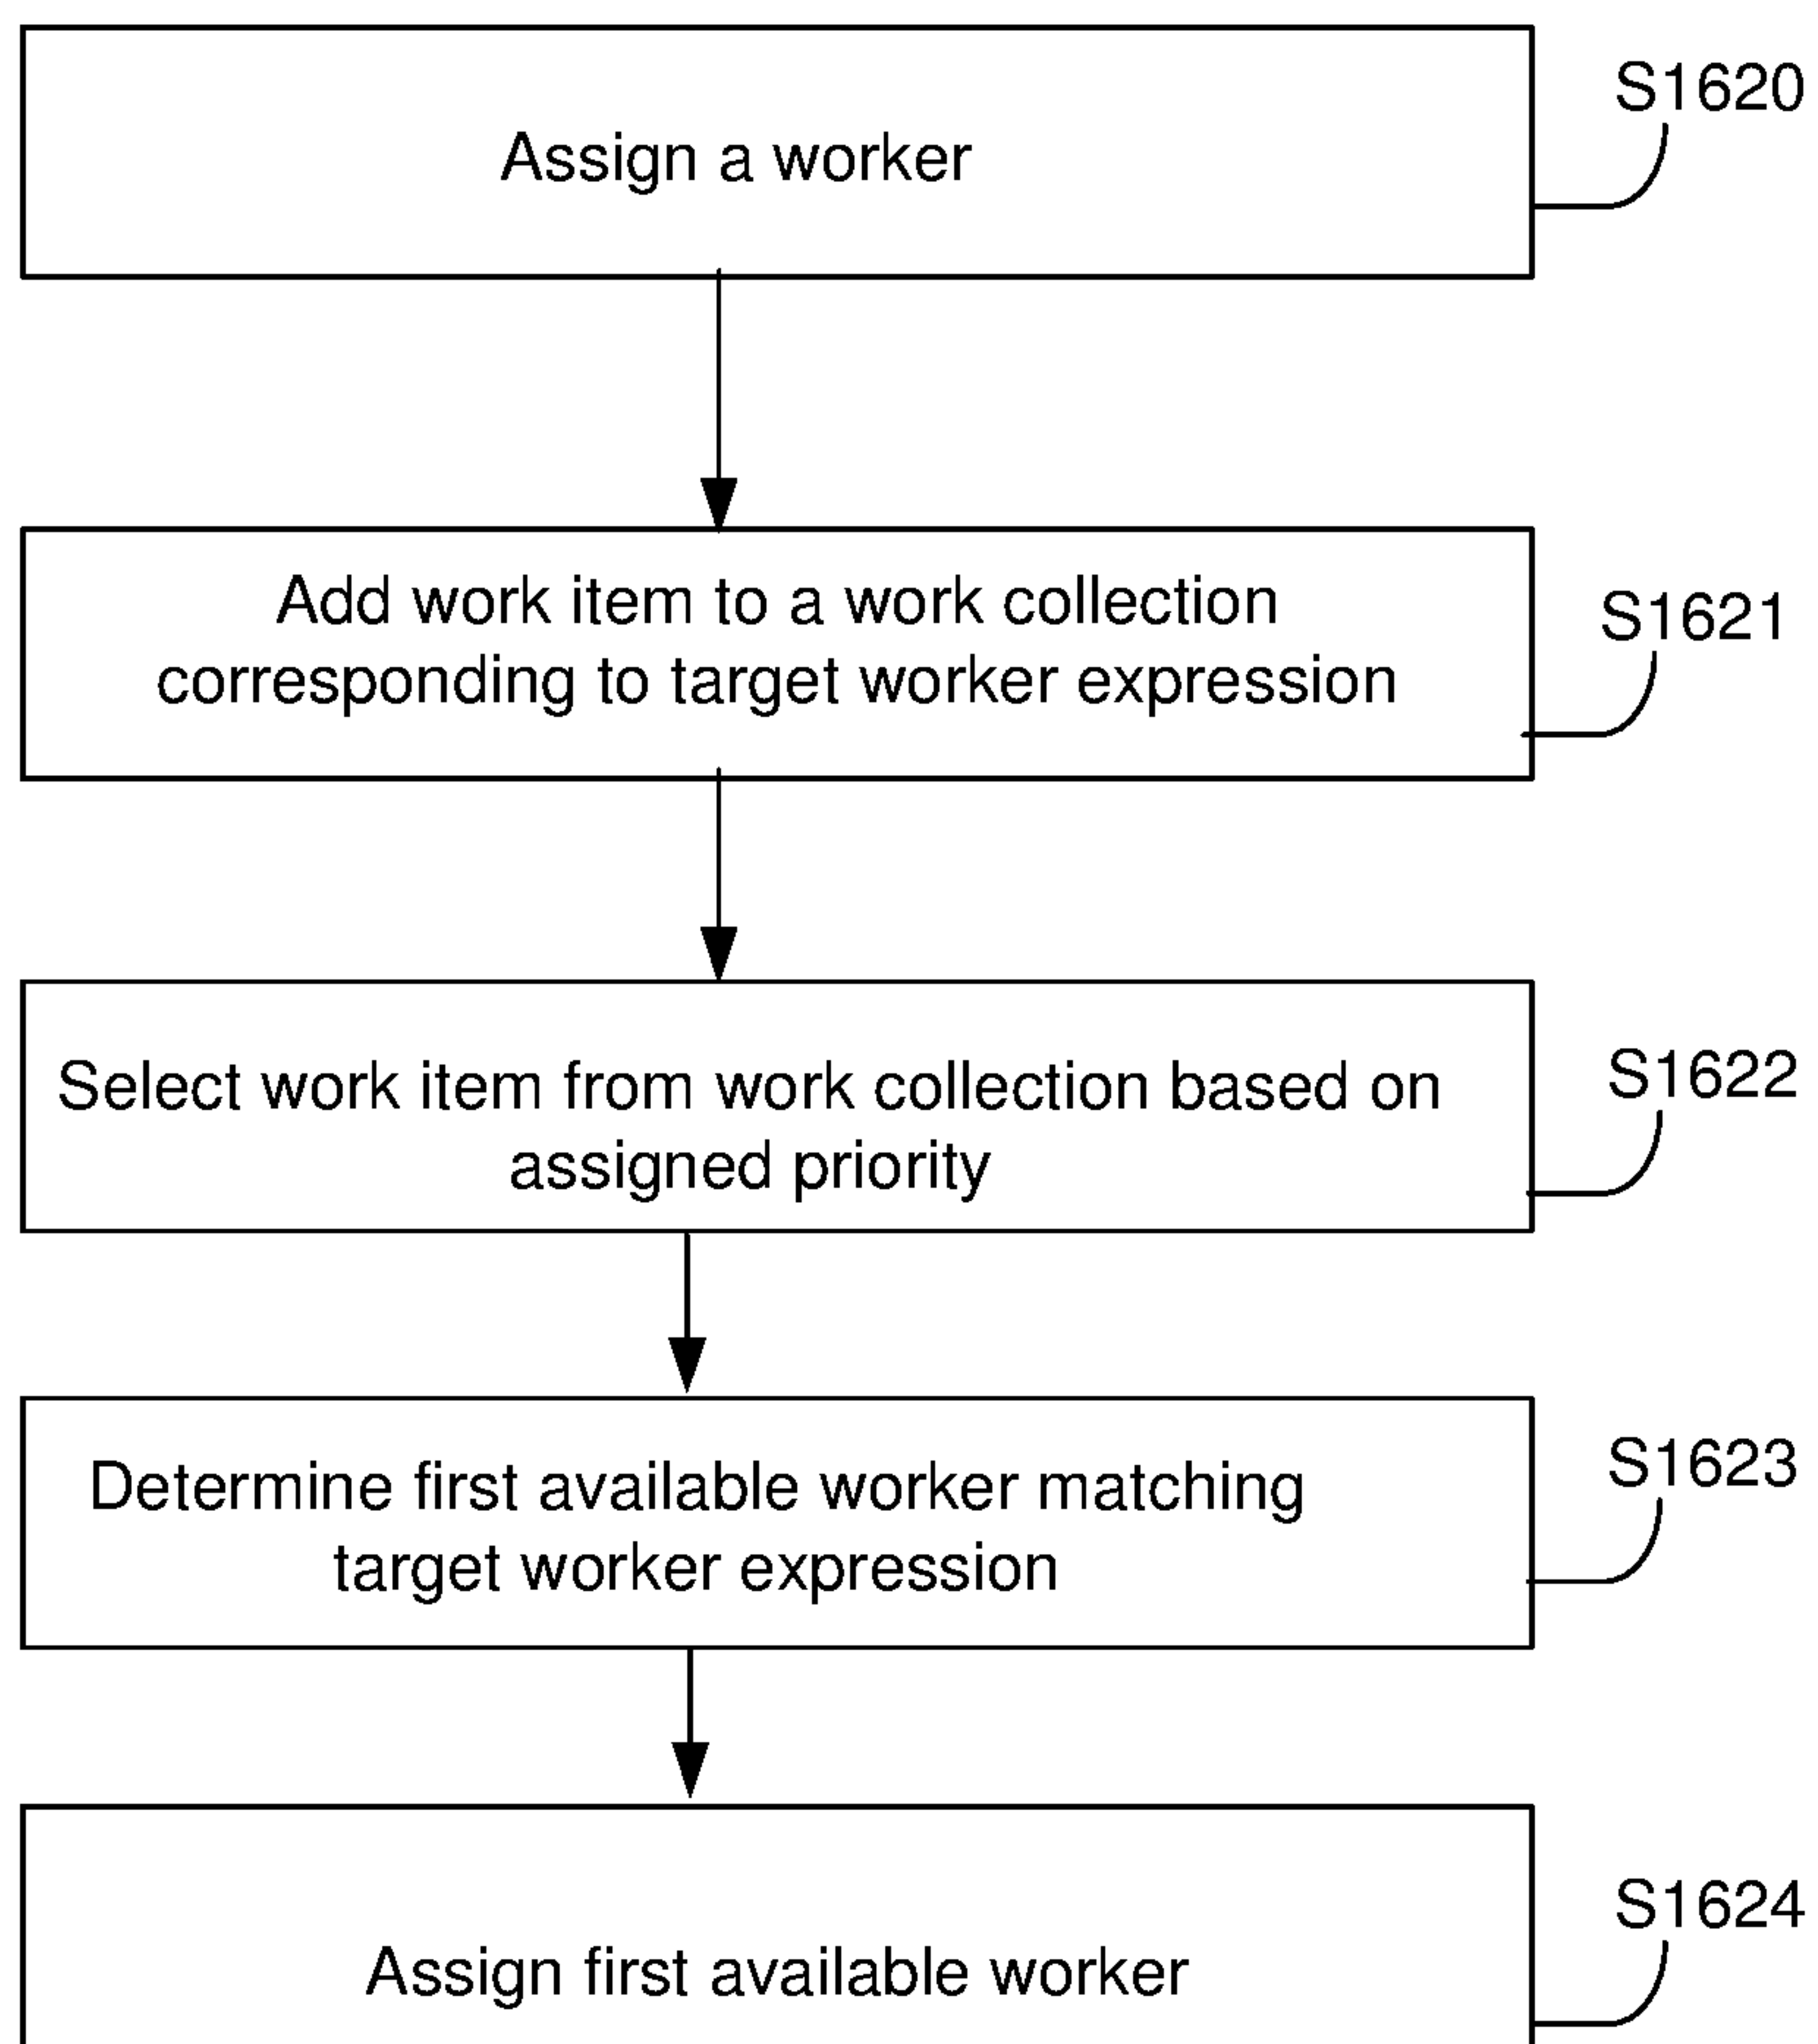 S1620
Assign a worker
Add work item to a work collection
S1621
corresponding to target worker expression
Select work item from work collection based on
S1622
assigned priority
S1623
Determine first available worker matching
target worker expression
S1624
Assign first available worker